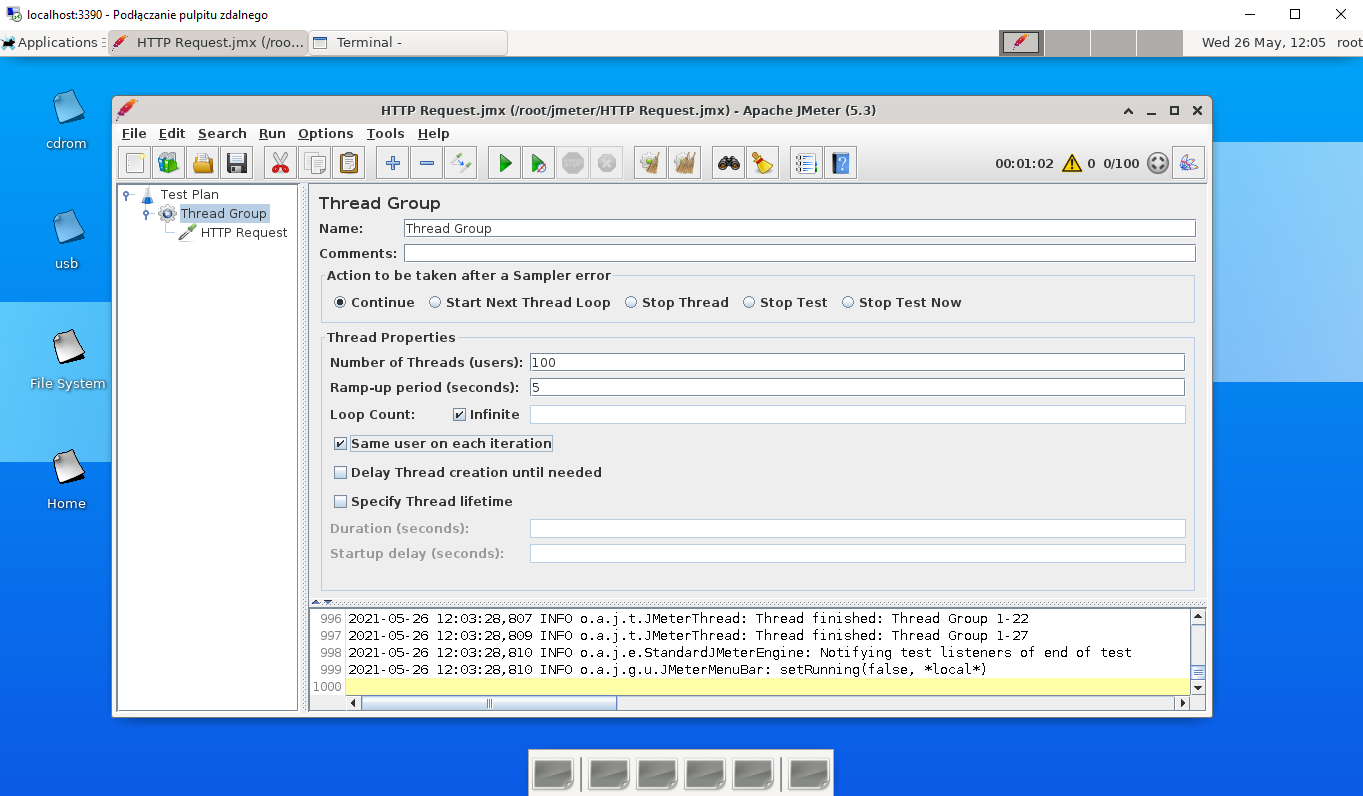 localhost:3390 - Podłączanie pulpitu zdalnego
Applications HTTP Request.jmx (/roo... Terminal - Wed 26 May, 12:05 root
HTTP Request.jmx (/root/jmeter/HTTP Request.jmx) - Apache JMeter (5.3)
File Edit Search Run Options Tools Help
STOP 00:01:02 0 0/100
cdrom
usb
File System
Home
Test Plan
Thread Group
HTTP Request
Thread Group
Name: Thread Group
Comments:
Action to be taken after a Sampler error
Continue Start Next Thread Loop Stop Thread Stop Test Stop Test Now
Thread Properties
Number of Threads (users): 100
Ramp-up period (seconds): 5
Loop Count: Infinite
Same user on each iteration
Delay Thread creation until needed
Specify Thread lifetime
Duration (seconds):
Startup delay (seconds):
996 2021-05-26 12:03:28,807 INFO o.a.j.t.JMeterThread: Thread finished: Thread Group 1-22
997 2021-05-26 12:03:28,809 INFO o.a.j.t.JMeterThread: Thread finished: Thread Group 1-27
998 2021-05-26 12:03:28,810 INFO o.a.j.e.StandardJMeterEngine: Notifying test listeners of end of test
999 2021-05-26 12:03:28,810 INFO o.a.j.g.u.JMeterMenuBar: setRunning(false, *local*)
1000